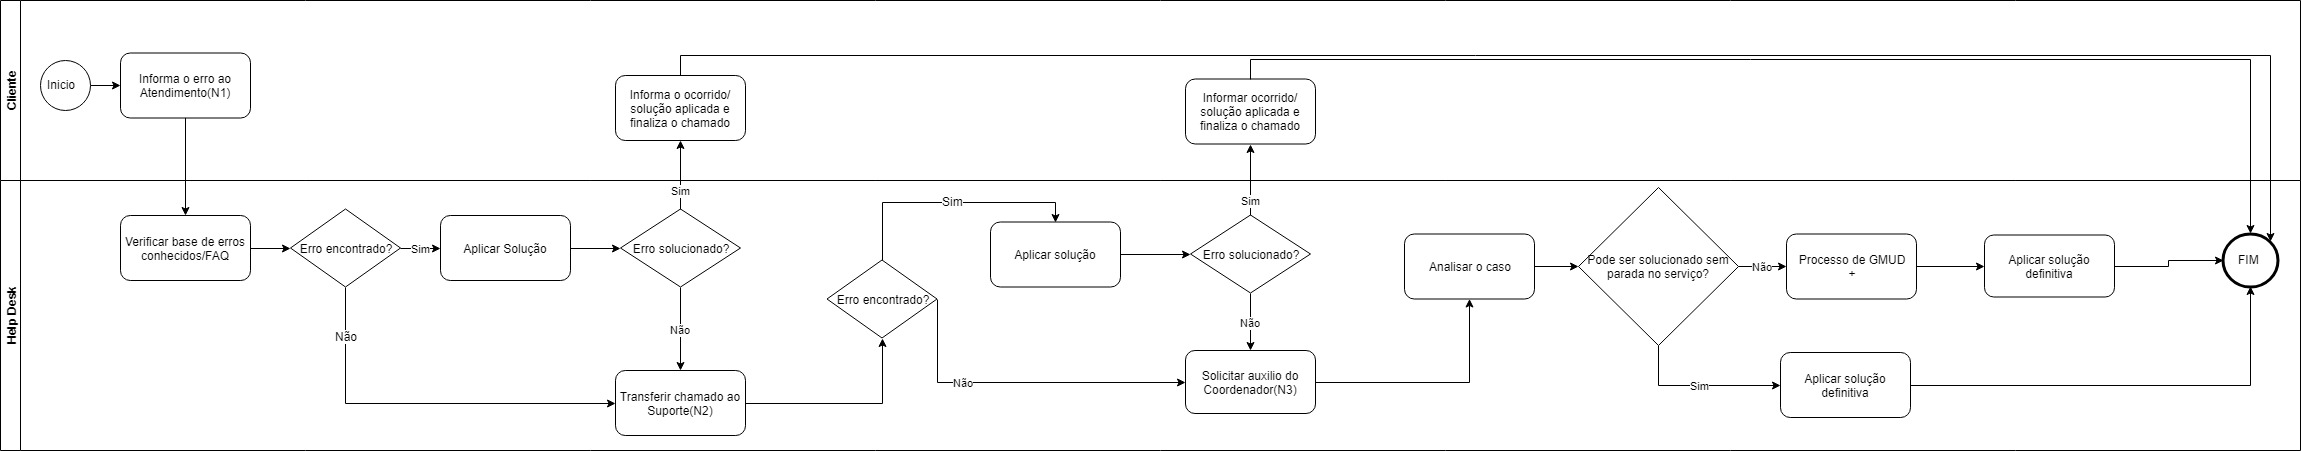 Cliente
Inicio
Informa o erro ao
Atendimento(N1)
Informa o ocorrido/
solução aplicada e
finaliza o chamado
Informar ocorrido/
solução aplicada e
finaliza o chamado
Help Desk
Verificar base de erros
conhecidos/FAQ
Erro encontrado?
Sim
Não
Aplicar Solução
Erro solucionado?
Sim
Não
Transferir chamado ao
Suporte(N2)
Erro encontrado?
Sim
Não
Aplicar solução
Erro solucionado?
Sim
Não
Solicitar auxilio do
Coordenador(N3)
Analisar o caso
Pode ser solucionado sem
parada no serviço?
Não
Sim
Processo de GMUD
+
Aplicar solução
definitiva
Aplicar solução
definitiva
FIM